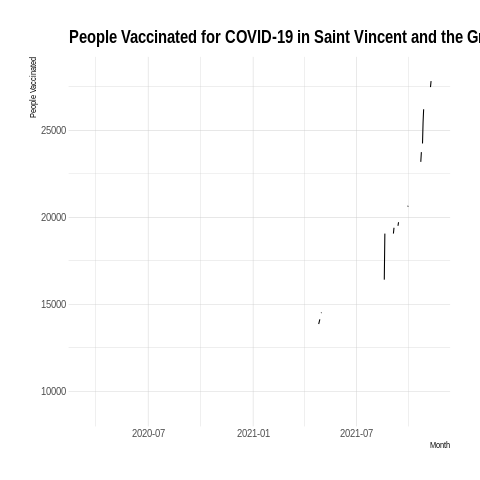 People Vaccinated for COVID-19 in Saint Vincent and the Gr
People Vaccinated
25000
20000
15000
10000
2020-07 2021-01 2021-07
Month